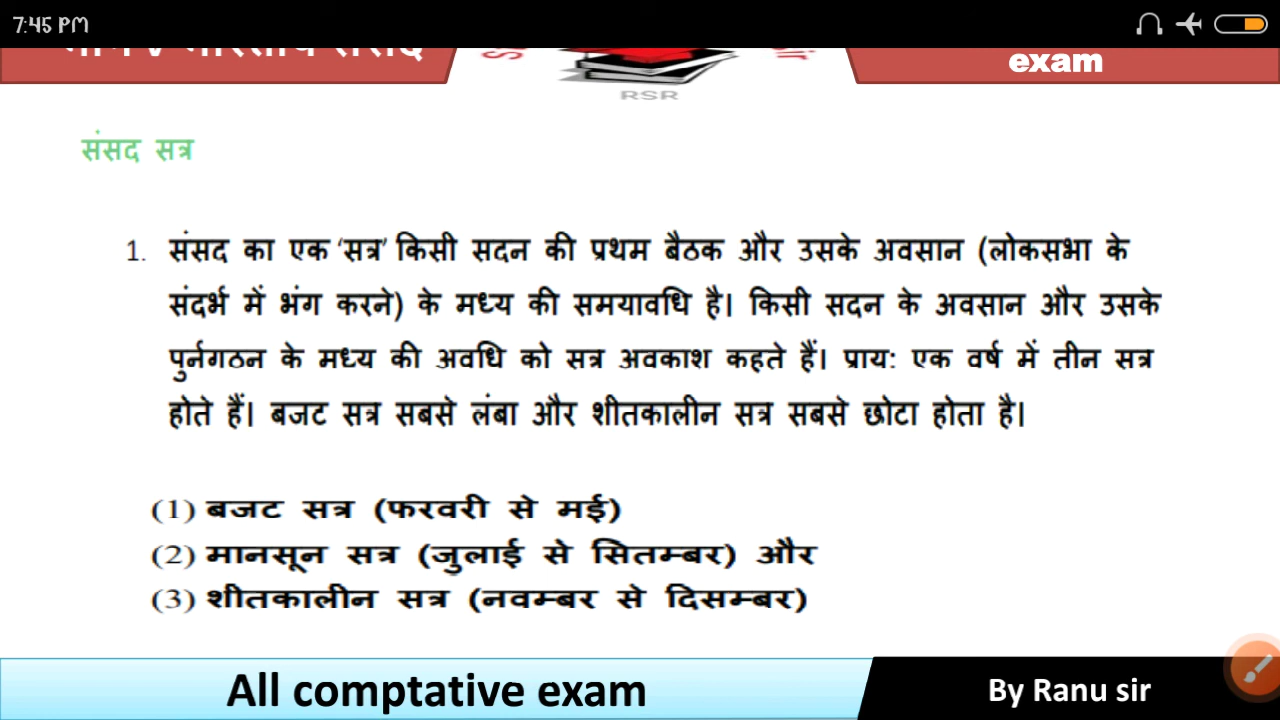 7:45 PM
exam
RSR
संसद सत्र
1. संसद का एक ‘सत्र’ किसी सदन की प्रथम बैठक और उसके अवसान (लोकसभा के
संदर्भ में भंग करने) के मध्य की समयावधि है। किसी सदन के अवसान और उसके
पुर्नगठन के मध्य की अवधि को सत्र अवकाश कहते हैं। प्राय: एक वर्ष में तीन सत्र
होते हैं। बजट सत्र सबसे लंबा और शीतकालीन सत्र सबसे छोटा होता है।
(1) बजट सत्र (फरवरी से मई)
(2) मानसून सत्र (जुलाई से सितम्बर) और
(3) शीतकालीन सत्र (नवम्बर से दिसम्बर)
All comptative exam
By Ranu sir